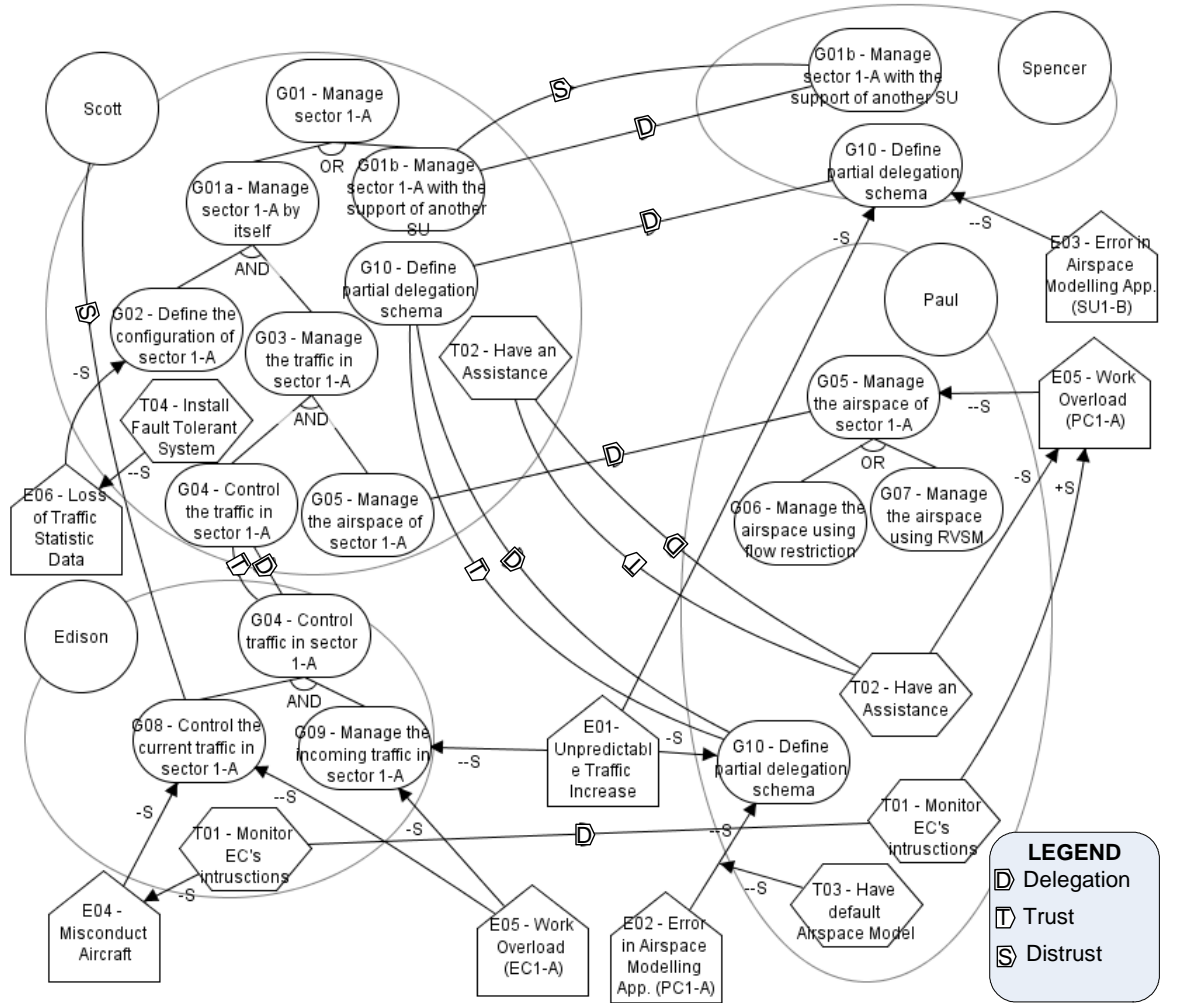 Scott
G01 - Manage
sector 1-A
OR
G01a - Manage
sector 1-A by
itself
G01b - Manage
sector 1-A with the
support of another
SU
AND
G10 - Define
partial delegation
schema
G02 - Define the
configuration of
sector 1-A
G03 - Manage
the traffic in
sector 1-A
T02 - Have an
Assistance
-S
T04 - Install
Fault Tolerant
System
AND
--S
E06 - Loss
of Traffic
Statistic
Data
G04 - Control
the traffic in
sector 1-A
G05 - Manage
the airspace of
sector 1-A
S
S
D
D
D
T
D
T
D
T
D
D
G01b - Manage
sector 1-A with the
support of another SU
Spencer
G10 - Define
partial delegation
schema
-S
--S
E03 - Error in
Airspace
Modelling App.
(SU1-B)
Paul
G05 - Manage
the airspace of
sector 1-A
--S
E05 - Work
Overload
(PC1-A)
OR
G06 - Manage the
airspace using
flow restriction
G07 - Manage
the airspace
using RVSM
-S
+S
T02 - Have an
Assistance
Edison
G04 - Control
traffic in sector
1-A
AND
G08 - Control the
current traffic in
sector 1-A
G09 - Manage the
incoming traffic in
sector 1-A
--S
E01-
Unpredictabl
e Traffic
Increase
-S
G10 - Define
partial delegation
schema
--S
-S
-S
T01 - Monitor
EC's
intrusctions
D
--S
T01 - Monitor
EC's
intrusctions
-S
E04 -
Misconduct
Aircraft
E05 - Work
Overload
(EC1-A)
E02 - Error
in Airspace
Modelling
App. (PC1-A)
--S
T03 - Have
default
Airspace Model
LEGEND
D Delegation
T Trust
S Distrust